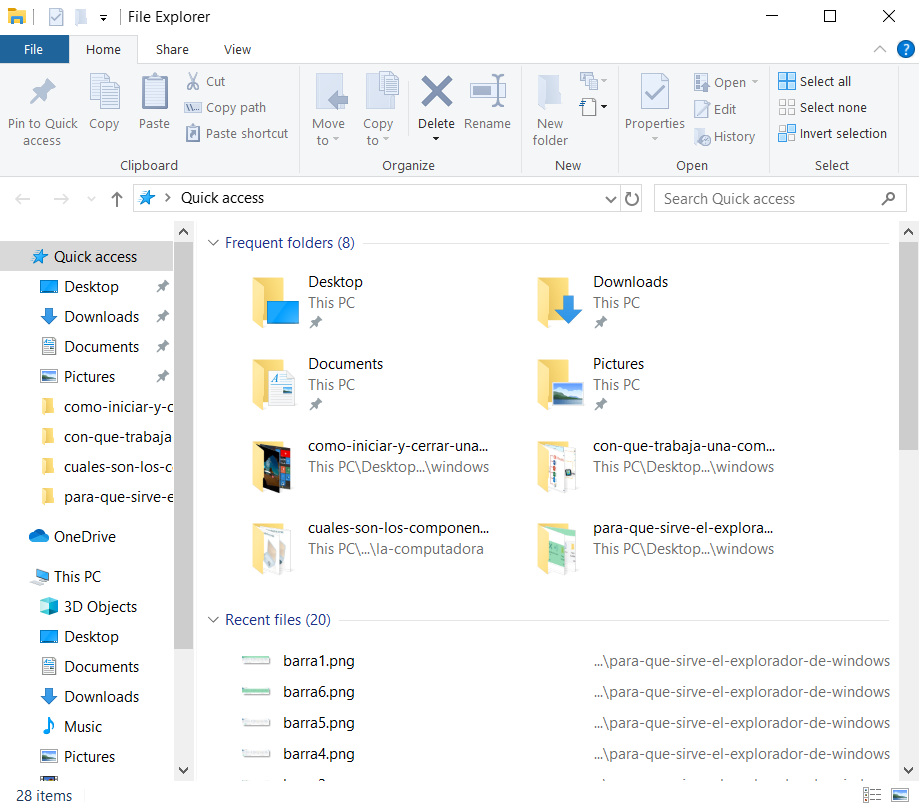 File Explorer
File Home Share View
Pin to Quick access
Copy
Paste
Cut
Copy path
Paste shortcut
Clipboard
Move to
Copy to
Delete
Rename
Organize
New folder
New
Properties
Open
Edit
History
Open
Select all
Select none
Invert selection
Select
Quick access
Search Quick access
Quick access
Desktop
Downloads
Documents
Pictures
como-iniciar-y-c
con-que-trabaja
cuales-son-los-c
para-que-sirve-e
OneDrive
This PC
3D Objects
Desktop
Documents
Downloads
Music
Pictures
Frequent folders (8)
Desktop
This PC
Downloads
This PC
Documents
This PC
Pictures
This PC
como-iniciar-y-cerrar-una...
This PC\Desktop...\windows
con-que-trabaja-una-com...
This PC\Desktop...\windows
cuales-son-los-componen...
This PC\...\la-computadora
para-que-sirve-el-explora...
This PC\Desktop...\windows
Recent files (20)
barra1.png ...\para-que-sirve-el-explorador-de-windows
barra6.png ...\para-que-sirve-el-explorador-de-windows
barra5.png ...\para-que-sirve-el-explorador-de-windows
barra4.png ...\para-que-sirve-el-explorador-de-windows
28 items